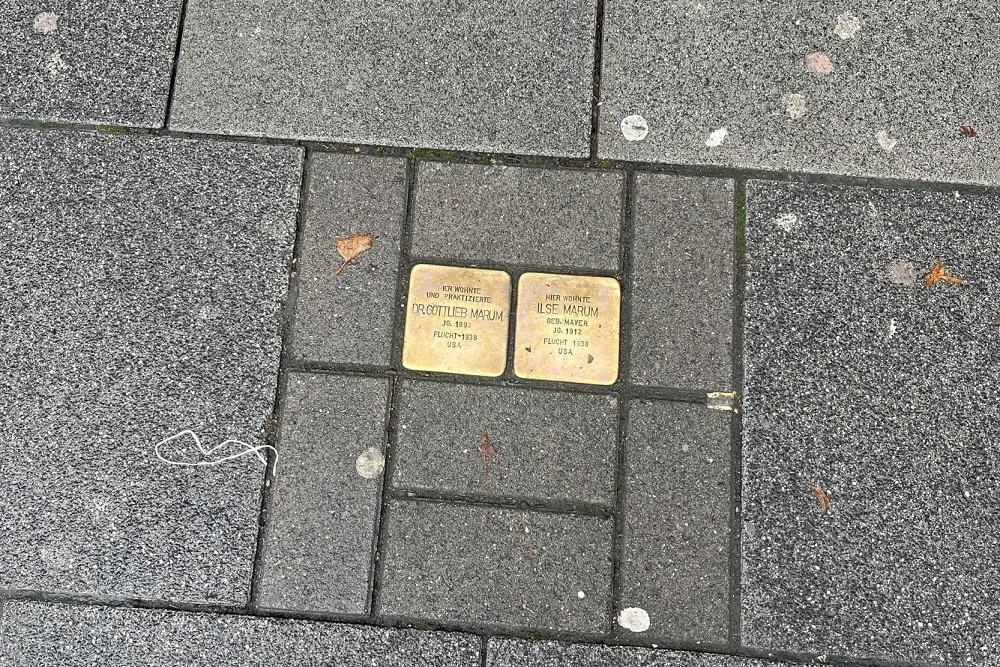 HIER WOHNTE
UND PRAKTIZIERTE
DR. GOTTLIEB MARUM
JG. 1893
FLUCHT 1938
USA
HIER WOHNTE
ILSE MARUM
GEB. MAYER
JG. 1912
FLUCHT 1938
USA